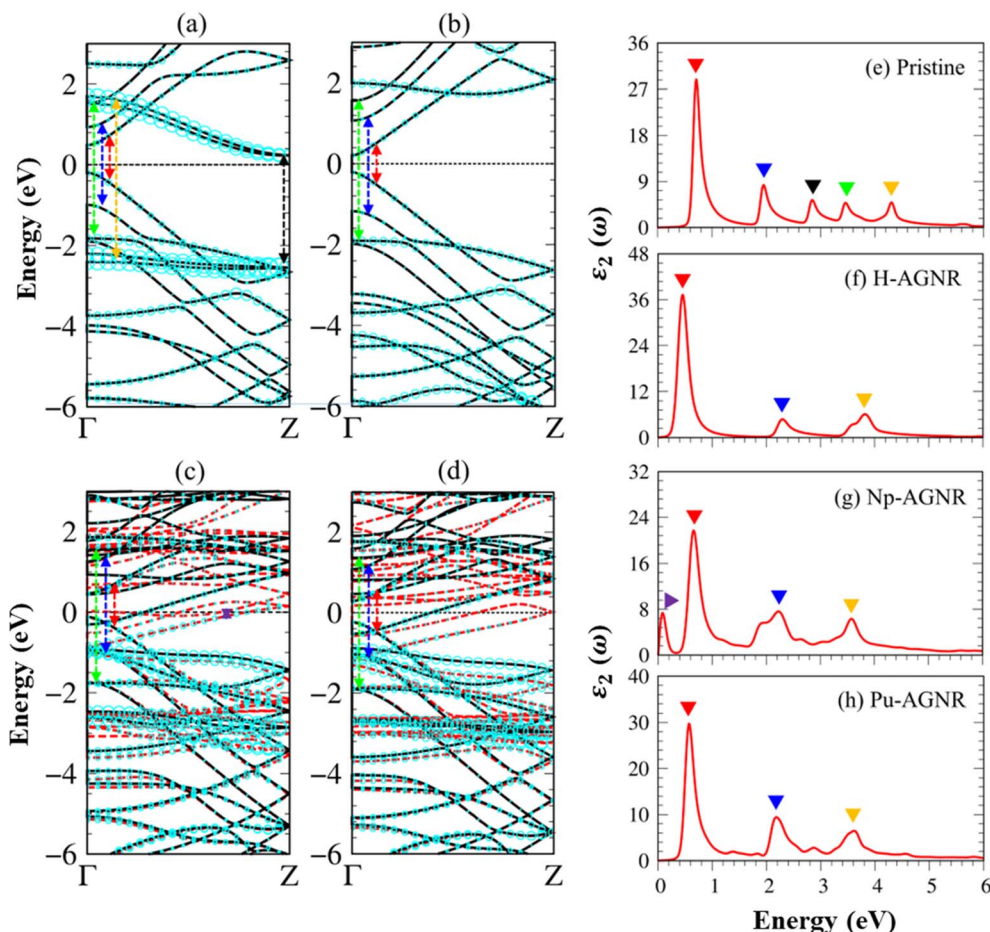 (a)
(b)
Energy (eV)
2
0
−2
−4
−6
Γ
Z
Γ
Z
(c)
(d)
Energy (eV)
2
0
−2
−4
−6
Γ
Z
Γ
Z
(e) Pristine
36
27
18
9
0
ε2 (ω)
(f) H-AGNR
48
36
24
12
0
(g) Np-AGNR
32
24
16
8
0
ε2 (ω)
(h) Pu-AGNR
40
30
20
10
0
0 1 2 3 4 5 6
Energy (eV)